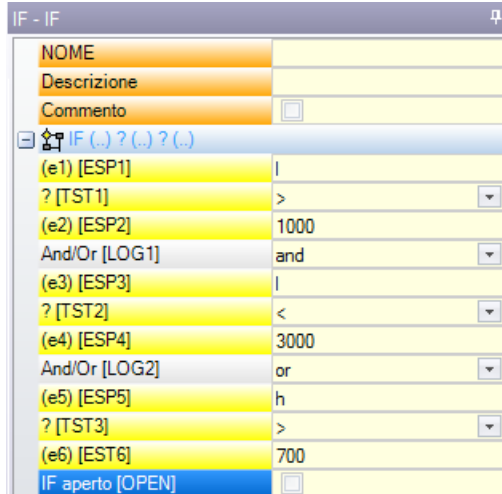 IF - IF
NOME
Descrizione
Commento
IF (..) ? (..) ? (..)
(e1) [ESP1] l
? [TST1] >
(e2) [ESP2] 1000
And/Or [LOG1] and
(e3) [ESP3] l
? [TST2] <
(e4) [ESP4] 3000
And/Or [LOG2] or
(e5) [ESP5] h
? [TST3] >
(e6) [EST6] 700
IF aperto [OPEN]